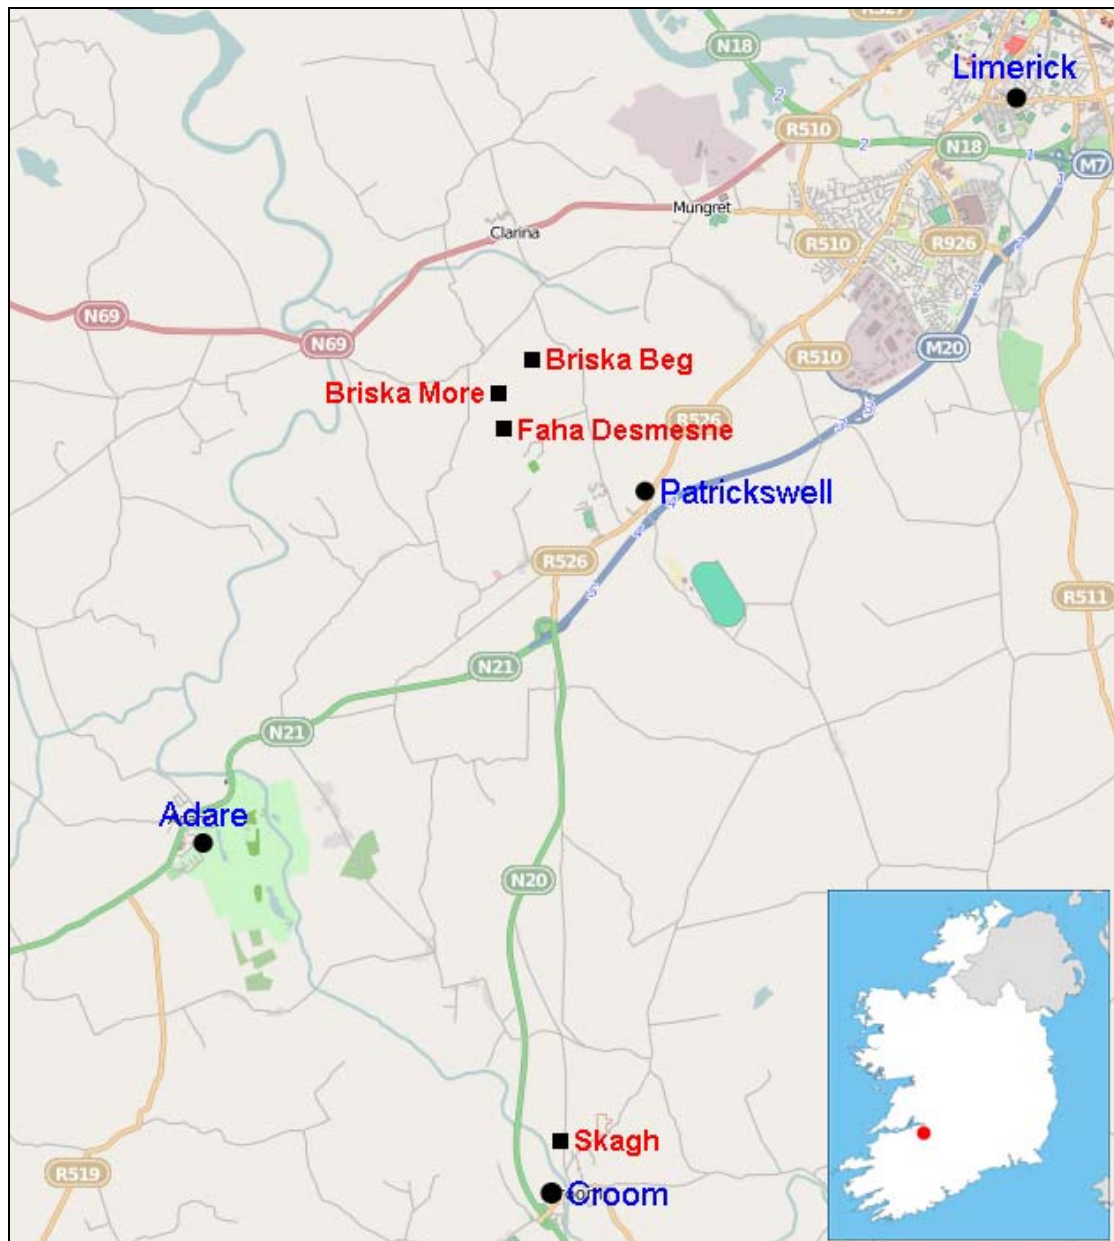 N18
Limerick
R510
N18
M7
Mungret
Clarina
R510
R926
N69
N69
M20
R510
Briska Beg
Briska More
R526
Faha Desmesne
Patrickswell
R526
R511
N21
N21
Adare
N20
Skagh
R519
Croom